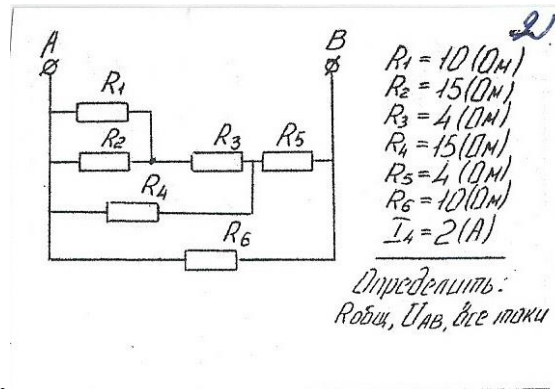 2
A B
R1
R2 R3 R5
R4
R6
R1 = 10 (Ом)
R2 = 15 (Ом)
R3 = 4 (Ом)
R4 = 15 (Ом)
R5 = 4 (Ом)
R6 = 10 (Ом)
I4 = 2 (А)
Определить:
Rобщ, UАВ, все токи